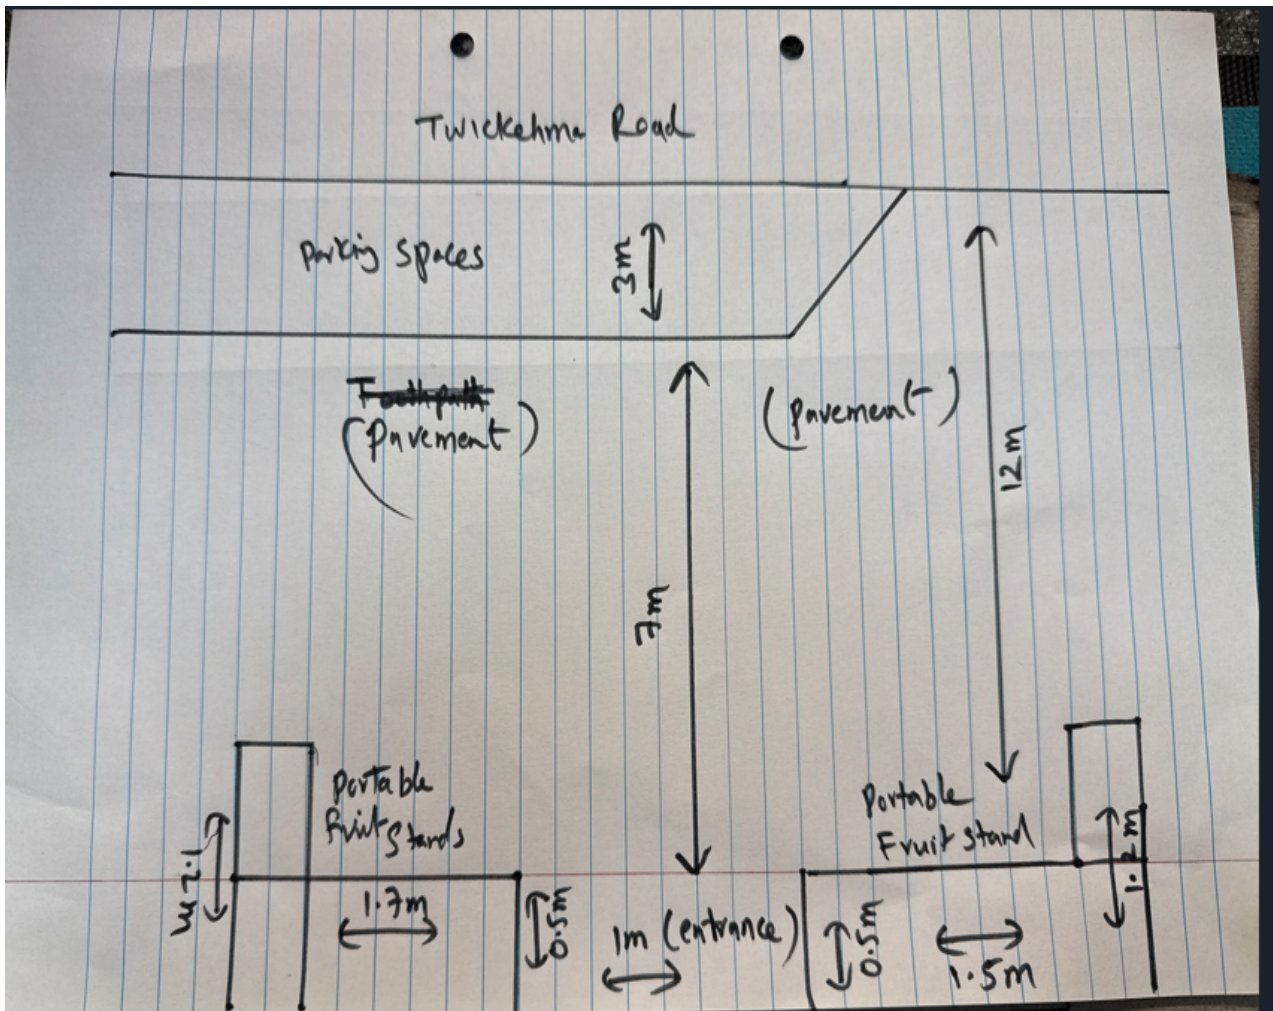 Twickehma Road
Parking Spaces
3m
Foothpath
(Pavement)
(pavement)
12m
7m
Portable
Fruit Stands
Portable
Fruit stand
1.2m
1.7m
0.5m
1m (entrance)
0.5m
1.5m
1.2m